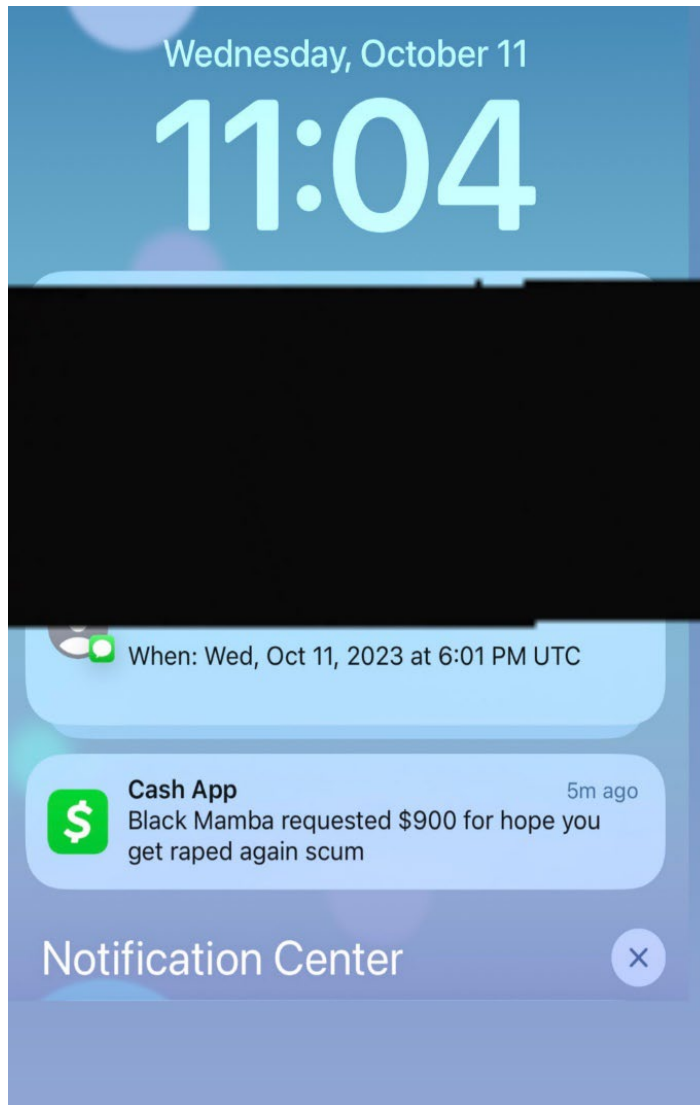 Wednesday, October 11
11:04
When: Wed, Oct 11, 2023 at 6:01 PM UTC
Cash App
5m ago
Black Mamba requested $900 for hope you
get raped again scum
Notification Center